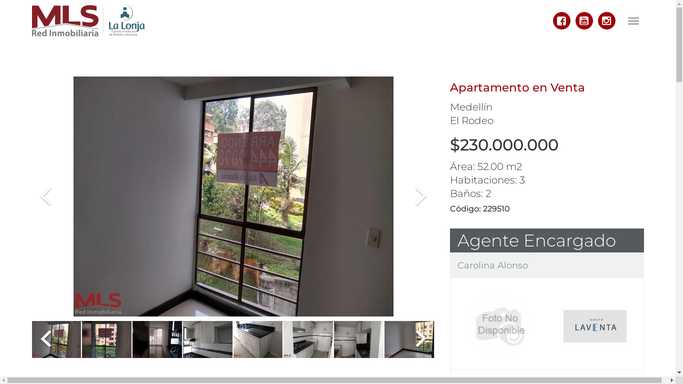 MLS
Red Inmobiliaria
La Lonja
Apartamento en Venta
Medellín
El Rodeo
$230.000.000
Área: 52.00 m2
Habitaciones: 3
Baños: 2
Código: 229510
ARRIENDO
MLS
Red Inmobiliaria
Agente Encargado
Carolina Alonso
Foto No
Disponible
LAVENTA